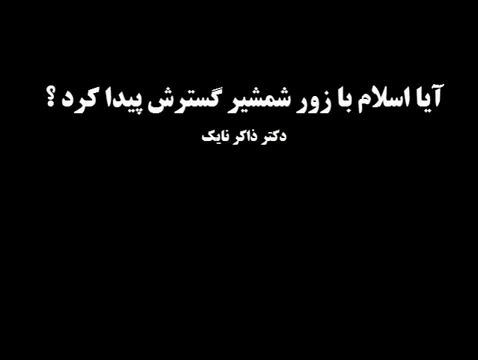 آیا اسلام با زور شمشیر گسترش پیدا کرد ؟
دکتر ذاکر نایک